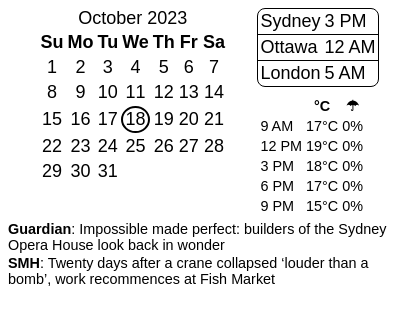 October 2023
Su Mo Tu We Th Fr Sa
1 2 3 4 5 6 7
8 9 10 11 12 13 14
15 16 17 18 19 20 21
22 23 24 25 26 27 28
29 30 31
Sydney 3 PM
Ottawa 12 AM
London 5 AM
°C ☂
9 AM 17°C 0%
12 PM 19°C 0%
3 PM 18°C 0%
6 PM 17°C 0%
9 PM 15°C 0%
Guardian: Impossible made perfect: builders of the Sydney
Opera House look back in wonder
SMH: Twenty days after a crane collapsed ‘louder than a
bomb’, work recommences at Fish Market